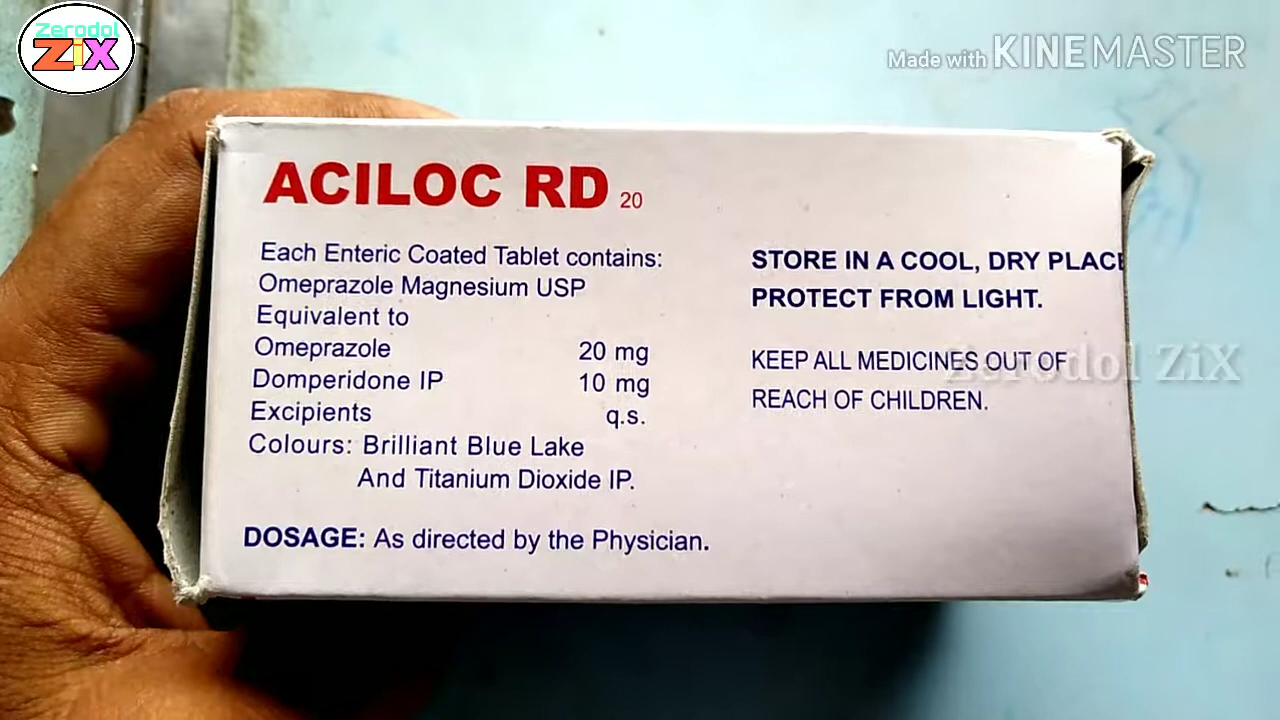 Zerodol
ZiX
Made with KINEMASTER
ACILOC RD 20
Each Enteric Coated Tablet contains:
Omeprazole Magnesium USP
Equivalent to
Omeprazole 20 mg
Domperidone IP 10 mg
Excipients q.s.
Colours: Brilliant Blue Lake
And Titanium Dioxide IP.
DOSAGE: As directed by the Physician.
STORE IN A COOL, DRY PLACE
PROTECT FROM LIGHT.
KEEP ALL MEDICINES OUT OF
REACH OF CHILDREN.
Zerodol ZiX